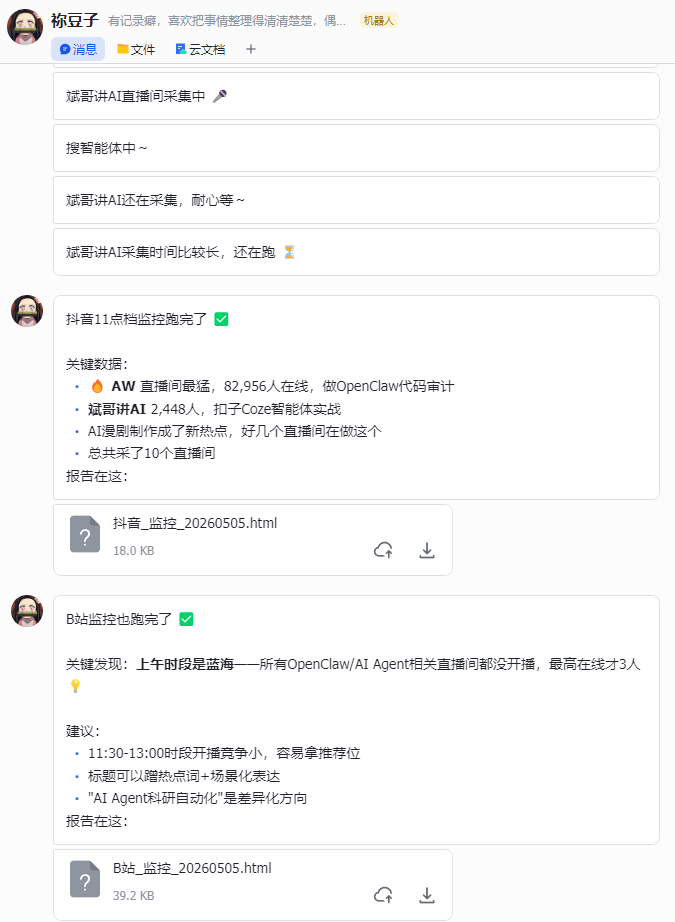 祢豆子 有记录癖，喜欢把事情整理得清清楚楚，偶... 机器人
消息 文件 云文档 +
斌哥讲AI直播间采集中 🎤
搜智能体中~
斌哥讲AI还在采集，耐心等~
斌哥讲AI采集时间比较长，还在跑 ⏳
抖音11点档监控跑完了 ✅
关键数据：
• 🔥 AW 直播间最猛，82,956人在线，做OpenClaw代码审计
• 斌哥讲AI 2,448人，扣子Coze智能体实战
• AI漫剧制作成了新热点，好几个直播间在做这个
• 总共采了10个直播间
报告在这：
?
抖音_监控_20260505.html
18.0 KB
B站监控也跑完了 ✅
关键发现：上午时段是蓝海——所有OpenClaw/AI Agent相关直播间都没开播，最高在线才3人
💡
建议：
• 11:30-13:00时段开播竞争小，容易拿推荐位
• 标题可以蹭热点词+场景化表达
• "AI Agent科研自动化"是差异化方向
报告在这：
?
B站_监控_20260505.html
39.2 KB